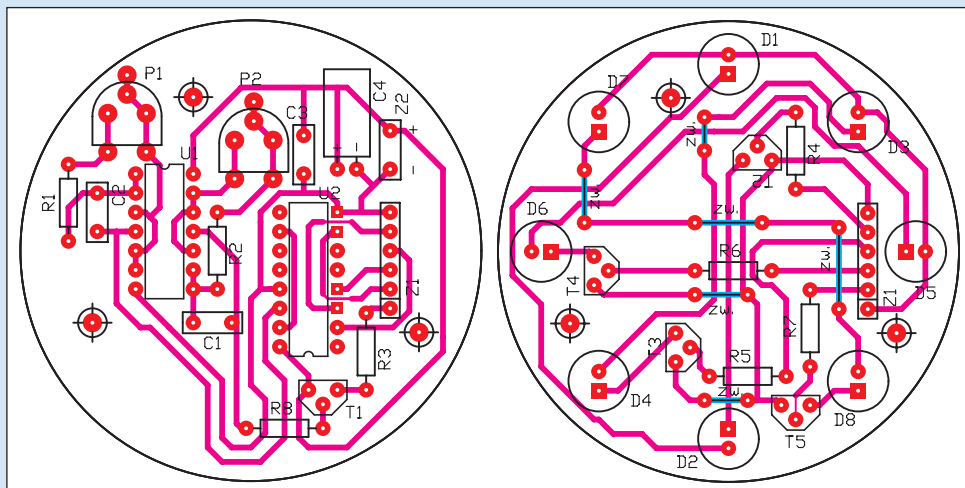 P1
P2
C3
C4
Z2
+
+
-
-
U1
U2
R1
C2
R2
Z1
C1
R3
T1
R8
D1
D7
D3
zw.
R4
T2
zw.
D6
zw.
zw.
R6
T4
zw.
D5
Z1
R7
T3
R5
D4
zw.
D8
T5
D2